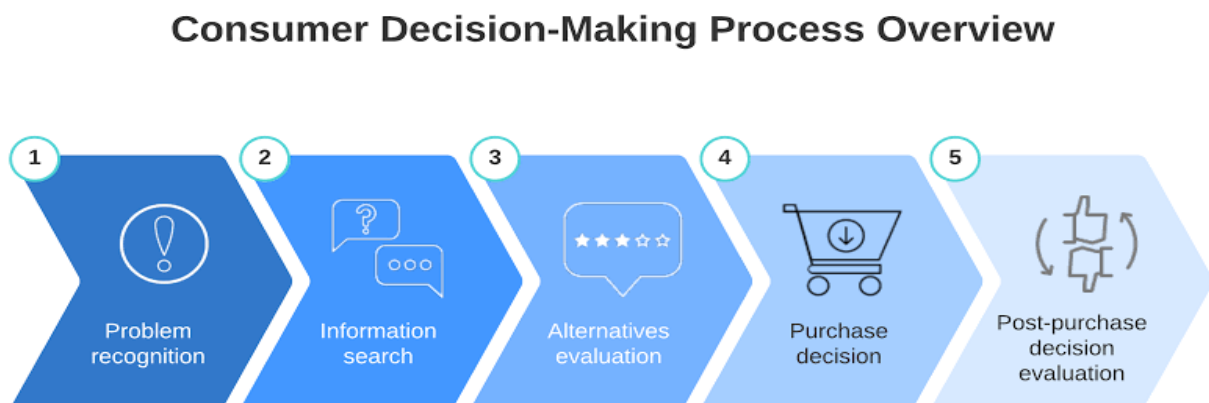 Consumer Decision-Making Process Overview
1
2
3
4
5
?
Problem
recognition
Information
search
Alternatives
evaluation
Purchase
decision
Post-purchase
decision
evaluation